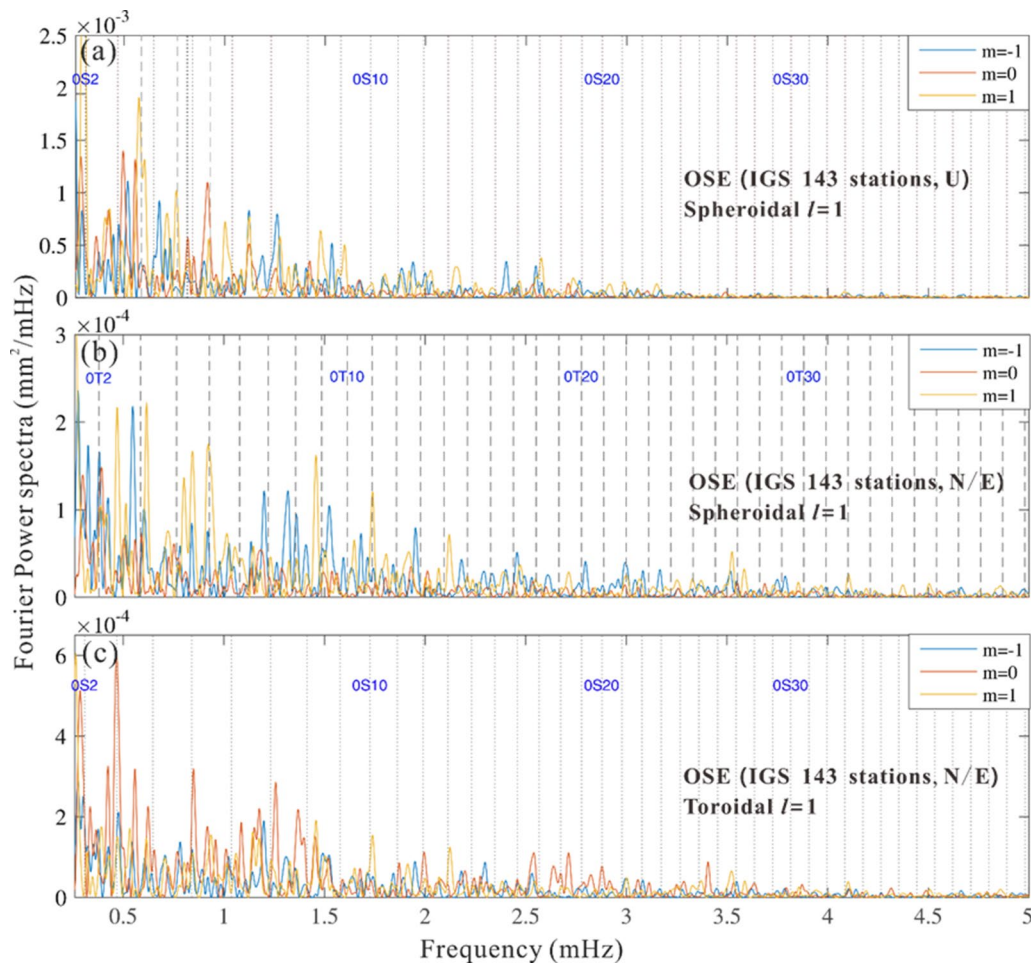 ×10⁻³
2.5
2
1.5
1
0.5
0
(a)
0S2
0S10
0S20
0S30
m=-1
m=0
m=1
OSE (IGS 143 stations, U)
Spheroidal l=1
×10⁻⁴
3
2
1
0
(b)
0T2
0T10
0T20
0T30
m=-1
m=0
m=1
OSE (IGS 143 stations, N/E)
Spheroidal l=1
×10⁻⁴
6
4
2
0
(c)
0S2
0S10
0S20
0S30
m=-1
m=0
m=1
OSE (IGS 143 stations, N/E)
Toroidal l=1
0.5
1
1.5
2
2.5
3
3.5
4
4.5
5
Frequency (mHz)
Fourier Power spectra (mm²/mHz)